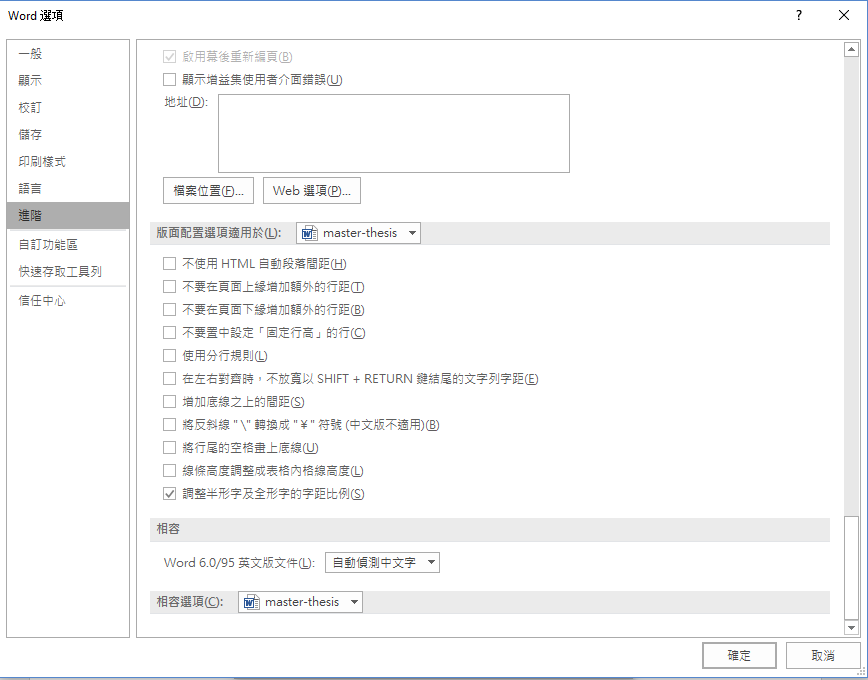 Word 選項
?
一般
顯示
校訂
儲存
印刷樣式
語言
進階
自訂功能區
快速存取工具列
信任中心
啟用幕後重新編頁(B)
顯示增益集使用者介面錯誤(U)
地址(D):
檔案位置(F)...
Web 選項(P)...
版面配置選項適用於(L): master-thesis
不使用 HTML 自動段落間距(H)
不要在頁面上緣增加額外的行距(T)
不要在頁面下緣增加額外的行距(B)
不要置中設定「固定行高」的行(C)
使用分行規則(L)
在左右對齊時，不放寬以 SHIFT + RETURN 鍵結尾的文字列字距(E)
增加底線之上的間距(S)
將反斜線 "\" 轉換成 "￥" 符號 (中文版不適用)(B)
將行尾的空格畫上底線(U)
線條高度調整成表格內格線高度(L)
調整半形字及全形字的字距比例(S)
相容
Word 6.0/95 英文版文件(L): 自動偵測中文字
相容選項(C): master-thesis
確定
取消